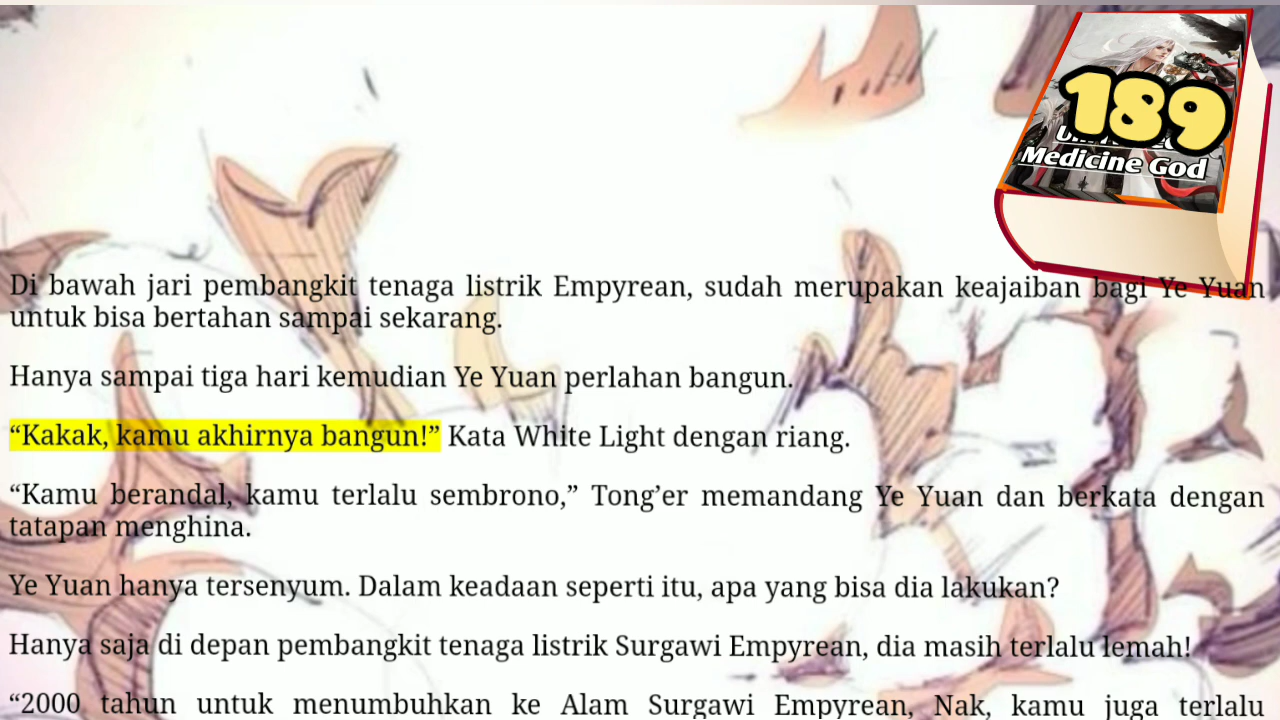 189
Medicine God
Di bawah jari pembangkit tenaga listrik Empyrean, sudah merupakan keajaiban bagi Ye Yuan
untuk bisa bertahan sampai sekarang.
Hanya sampai tiga hari kemudian Ye Yuan perlahan bangun.
“Kakak, kamu akhirnya bangun!” Kata White Light dengan riang.
“Kamu berandal, kamu terlalu sembrono,” Tong’er memandang Ye Yuan dan berkata dengan
tatapan menghina.
Ye Yuan hanya tersenyum. Dalam keadaan seperti itu, apa yang bisa dia lakukan?
Hanya saja di depan pembangkit tenaga listrik Surgawi Empyrean, dia masih terlalu lemah!
“2000 tahun untuk menumbuhkan ke Alam Surgawi Empyrean, Nak, kamu juga terlalu